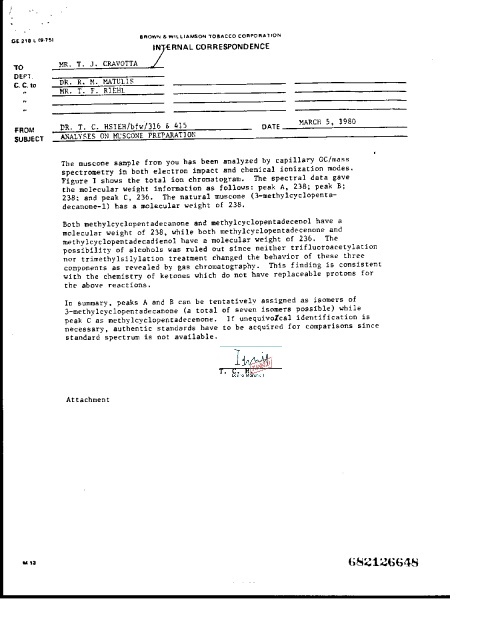 GE 218 L (9-75)
BROWN & WILLIAMSON TOBACCO CORPORATION
INTERNAL CORRESPONDENCE
TO MR. T. J. CRAVOTTA
DEPT.
C. C. to DR. R. M. MATULIS
" MR. T. F. RIEHL
"
"
FROM DR. T. C. HSIEH/bfw/316 & 415 DATE MARCH 5, 1980
SUBJECT ANALYSES ON MUSCONE PREPARATION
The muscone sample from you has been analyzed by capillary GC/mass
spectrometry in both electron impact and chemical ionization modes.
Figure 1 shows the total ion chromatogram. The spectral data gave
the molecular weight information as follows: peak A, 238; peak B;
238; and peak C, 236. The natural muscone (3-methylcyclopenta-
decanone-1) has a molecular weight of 238.
Both methylcyclopentadecanone and methylcyclopentadecenol have a
molecular weight of 238, while both methylcyclopentadecenone and
methylcyclopentadecadienol have a molecular weight of 236. The
possibility of alcohols was ruled out since neither trifluroacetylation
nor trimethylsilylation treatment changed the behavior of these three
components as revealed by gas chromatography. This finding is consistent
with the chemistry of ketones which do not have replaceable protons for
the above reactions.
In summary, peaks A and B can be tentatively assigned as isomers of
3-methylcyclopentadecanone (a total of seven isomers possible) while
peak C as methylcyclopentadecenone. If unequivocal identification is
necessary, authentic standards have to be acquired for comparisons since
standard spectrum is not available.
T. C. H
Attachment
M 13
682126648